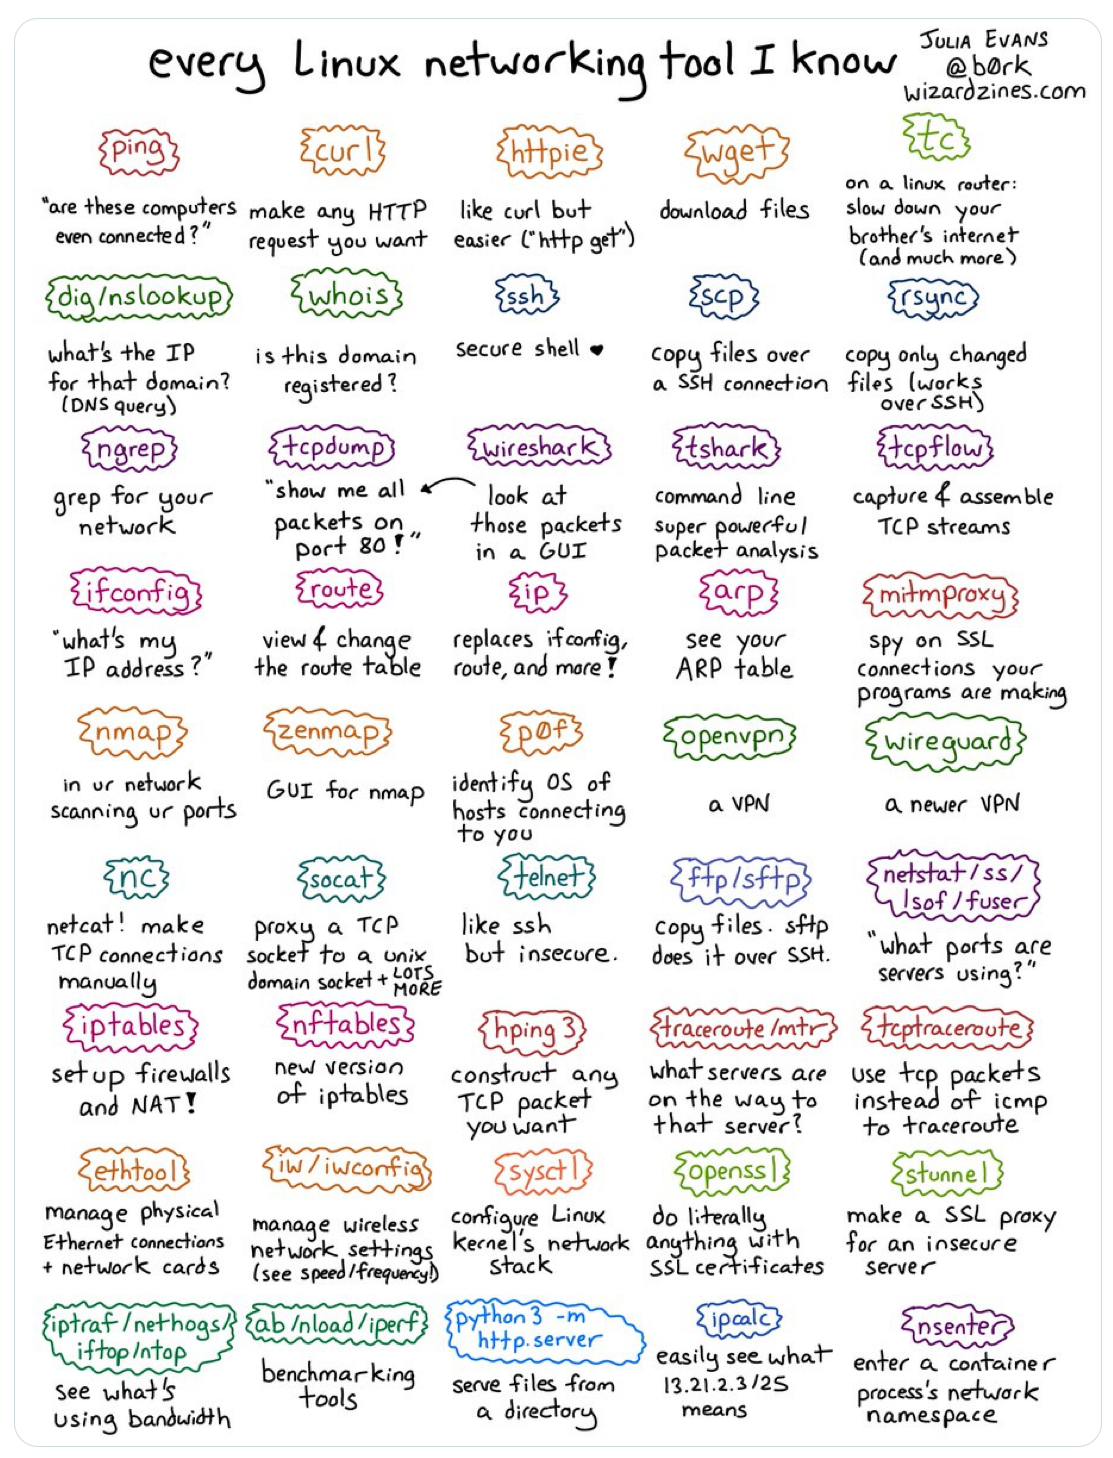 every Linux networking tool I know
JULIA EVANS
@b0rk
wizardzines.com
ping
"are these computers
even connected?"
curl
make any HTTP
request you want
httpie
like curl but
easier ("http get")
wget
download files
tc
on a linux router:
slow down your
brother's internet
(and much more)
dig/nslookup
what's the IP
for that domain?
(DNS query)
whois
is this domain
registered?
ssh
secure shell ♥
scp
copy files over
a SSH connection
rsync
copy only changed
files (works
over SSH)
ngrep
grep for your
network
tcpdump
"show me all
packets on
port 80!"
wireshark
look at
those packets
in a GUI
tshark
command line
super powerful
packet analysis
tcpflow
capture & assemble
TCP streams
ifconfig
"what's my
IP address?"
route
view & change
the route table
ip
replaces ifconfig,
route, and more!
arp
see your
ARP table
mitmproxy
spy on SSL
connections your
programs are making
nmap
in ur network
scanning ur ports
zenmap
GUI for nmap
p0f
identify OS of
hosts connecting
to you
openvpn
a VPN
wireguard
a newer VPN
nc
netcat! make
TCP connections
manually
socat
proxy a TCP
socket to a unix
domain socket + LOTS
MORE
telnet
like ssh
but insecure.
ftp/sftp
copy files. sftp
does it over SSH.
netstat/ss/
lsof/fuser
"what ports are
servers using?"
iptables
set up firewalls
and NAT!
nftables
new version
of iptables
hping3
construct any
TCP packet
you want
traceroute/mtr
what servers are
on the way to
that server?
tcptraceroute
use tcp packets
instead of icmp
to traceroute
ethtool
manage physical
Ethernet connections
+ network cards
iw/iwconfig
manage wireless
network settings
(see speed/frequency!)
sysctl
configure Linux
kernel's network
stack
openssl
do literally
anything with
SSL certificates
stunnel
make a SSL proxy
for an insecure
server
iptraf/nethogs/
iftop/ntop
see what's
using bandwidth
ab/nload/iperf
benchmarking
tools
python3 -m
http.server
serve files from
a directory
ipcalc
easily see what
13.21.2.3/25
means
nsenter
enter a container
process's network
namespace